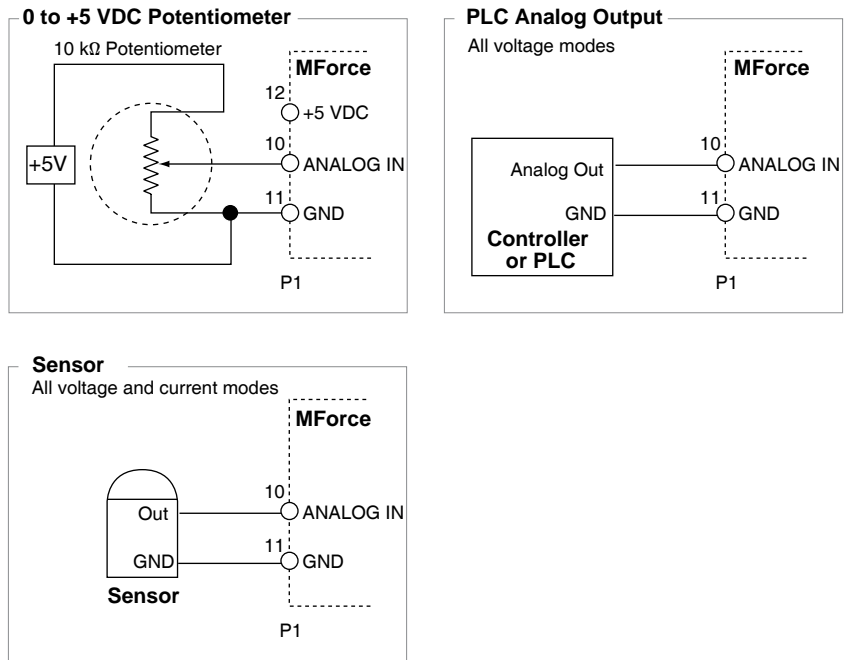 0 to +5 VDC Potentiometer
10 kΩ Potentiometer
MForce
12
+5 VDC
10
+5V
ANALOG IN
11
GND
P1
PLC Analog Output
All voltage modes
MForce
10
Analog Out
ANALOG IN
11
GND
GND
Controller
or PLC
P1
Sensor
All voltage and current modes
MForce
10
Out
ANALOG IN
11
GND
GND
Sensor
P1